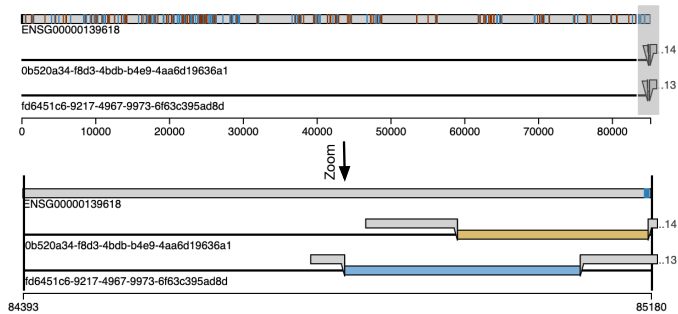 ENSG00000139618
..14
0b520a34-f8d3-4bdb-b4e9-4aa6d19636a1
..13
fd6451c6-9217-4967-9973-6f63c395ad8d
0 10000 20000 30000 40000 50000 60000 70000 80000
Zoom
ENSG00000139618
..14
0b520a34-f8d3-4bdb-b4e9-4aa6d19636a1
..13
fd6451c6-9217-4967-9973-6f63c395ad8d
84393 85180